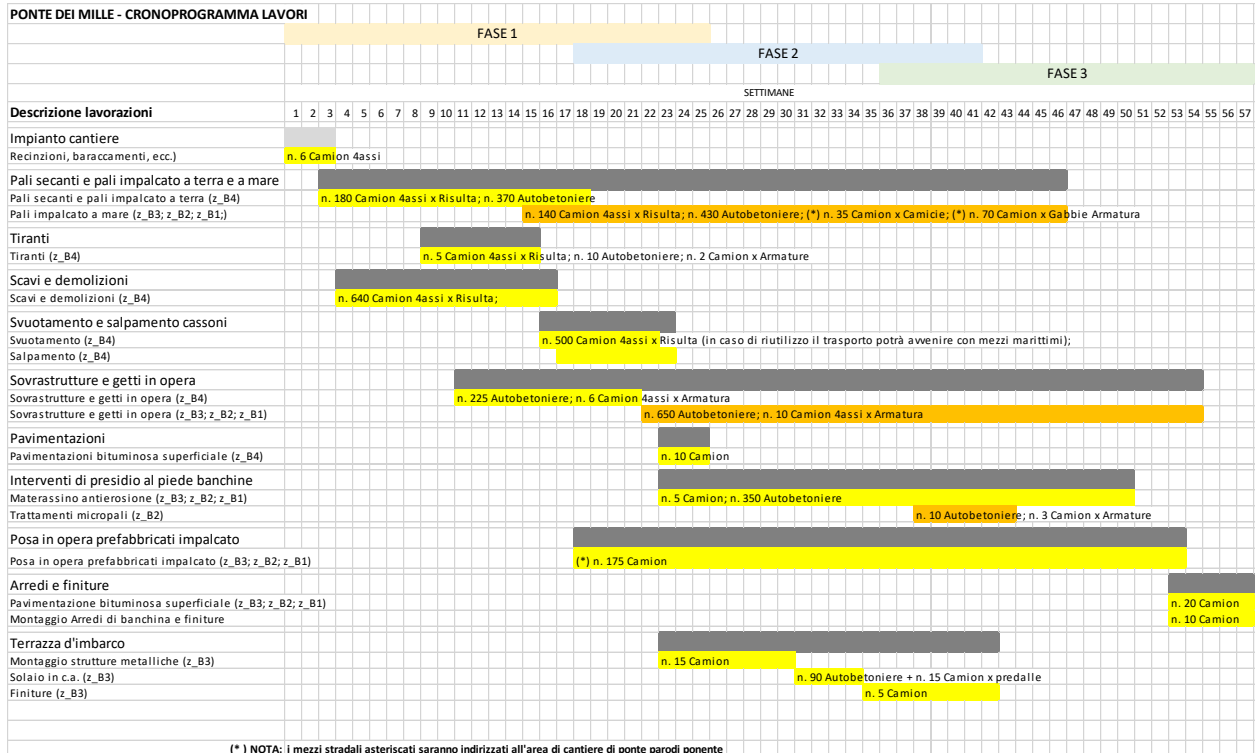 PONTE DEI MILLE - CRONOPROGRAMMA LAVORI
FASE 1
FASE 2
FASE 3
SETTIMANE
Descrizione lavorazioni 1 2 3 4 5 6 7 8 9 10 11 12 13 14 15 16 17 18 19 20 21 22 23 24 25 26 27 28 29 30 31 32 33 34 35 36 37 38 39 40 41 42 43 44 45 46 47 48 49 50 51 52 53 54 55 56 57
Impianto cantiere
Recinzioni, baraccamenti, ecc.) n. 6 Camion 4assi
Pali secanti e pali impalcato a terra e a mare
Pali secanti e pali impalcato a terra (z_B4) n. 180 Camion 4assi x Risulta; n. 370 Autobetoniere
Pali impalcato a mare (z_B3; z_B2; z_B1;) n. 140 Camion 4assi x Risulta; n. 430 Autobetoniere; (*) n. 35 Camion x Camicie; (*) n. 70 Camion x Gabbie Armatura
Tiranti
Tiranti (z_B4) n. 5 Camion 4assi x Risulta; n. 10 Autobetoniere; n. 2 Camion x Armature
Scavi e demolizioni
Scavi e demolizioni (z_B4) n. 640 Camion 4assi x Risulta;
Svuotamento e salpamento cassoni
Svuotamento (z_B4) n. 500 Camion 4assi x Risulta (in caso di riutilizzo il trasporto potrà avvenire con mezzi marittimi);
Salpamento (z_B4)
Sovrastrutture e getti in opera
Sovrastrutture e getti in opera (z_B4) n. 225 Autobetoniere; n. 6 Camion 4assi x Armatura
Sovrastrutture e getti in opera (z_B3; z_B2; z_B1) n. 650 Autobetoniere; n. 10 Camion 4assi x Armatura
Pavimentazioni
Pavimentazioni bituminosa superficiale (z_B4) n. 10 Camion
Interventi di presidio al piede banchine
Materassino antierosione (z_B3; z_B2; z_B1) n. 5 Camion; n. 350 Autobetoniere
Trattamenti micropali (z_B2) n. 10 Autobetoniere; n. 3 Camion x Armature
Posa in opera prefabbricati impalcato
Posa in opera prefabbricati impalcato (z_B3; z_B2; z_B1) (*) n. 175 Camion
Arredi e finiture
Pavimentazione bituminosa superficiale (z_B3; z_B2; z_B1) n. 20 Camion
Montaggio Arredi di banchina e finiture n. 10 Camion
Terrazza d'imbarco
Montaggio strutture metalliche (z_B3) n. 15 Camion
Solaio in c.a. (z_B3) n. 90 Autobetoniere + n. 15 Camion x predalle
Finiture (z_B3) n. 5 Camion
(* ) NOTA: i mezzi stradali asteriscati saranno indirizzati all'area di cantiere di ponte parodi ponente